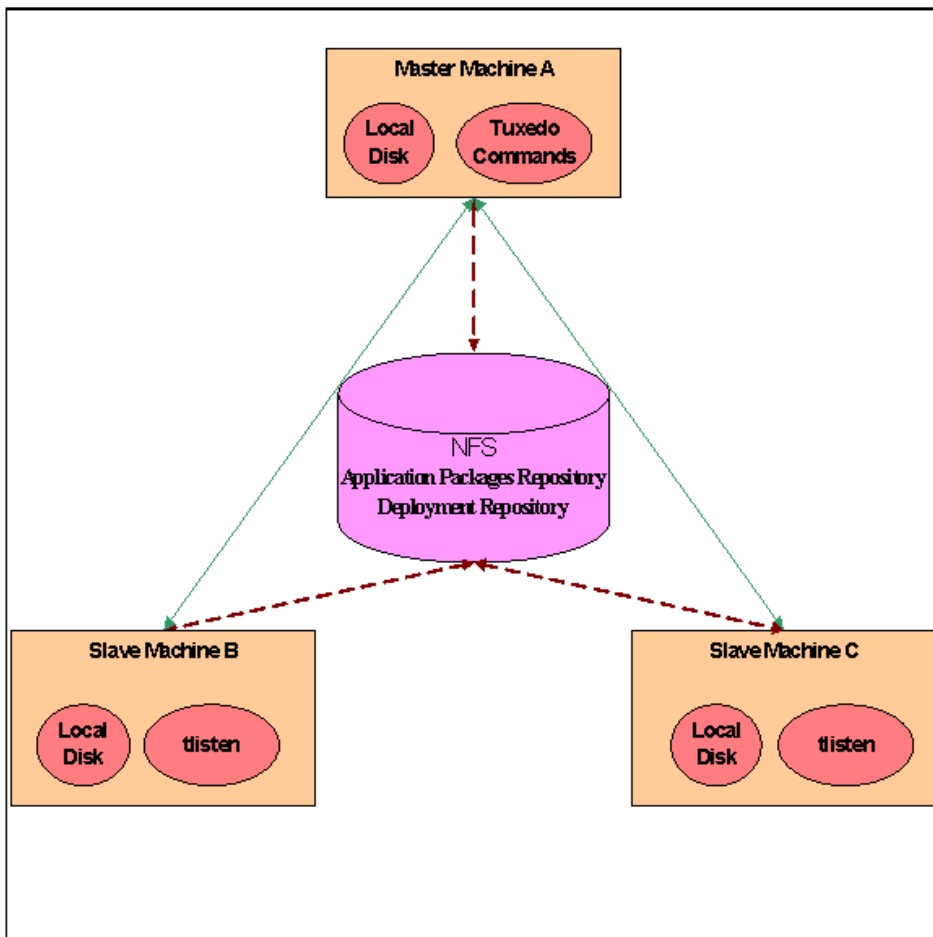 Master Machine A
Local
Disk
Tuxedo
Commands
NFS
Application Packages Repository
Deployment Repository
Slave Machine B
Local
Disk
tlisten
Slave Machine C
Local
Disk
tlisten